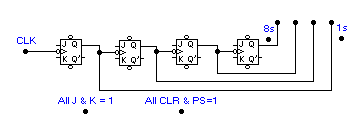 8s 1s
CLK
J Q J Q J Q J Q
K Q' K Q' K Q' K Q'
All J & K = 1 All CLR & PS=1